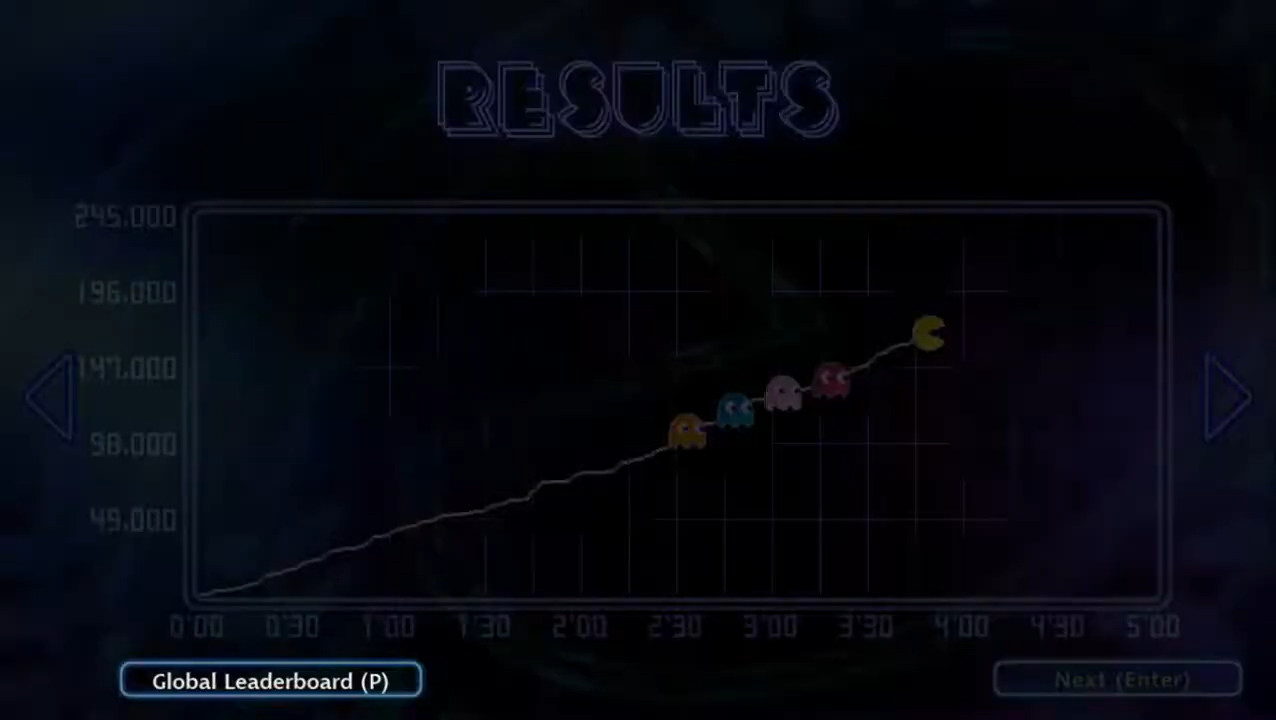 RESULTS
245.000
196.000
147.000
98.000
49.000
0'00 0'30 1'00 1'30 2'00 2'30 3'00 3'30 4'00 4'30 5'00
Global Leaderboard (P)
Next (Enter)